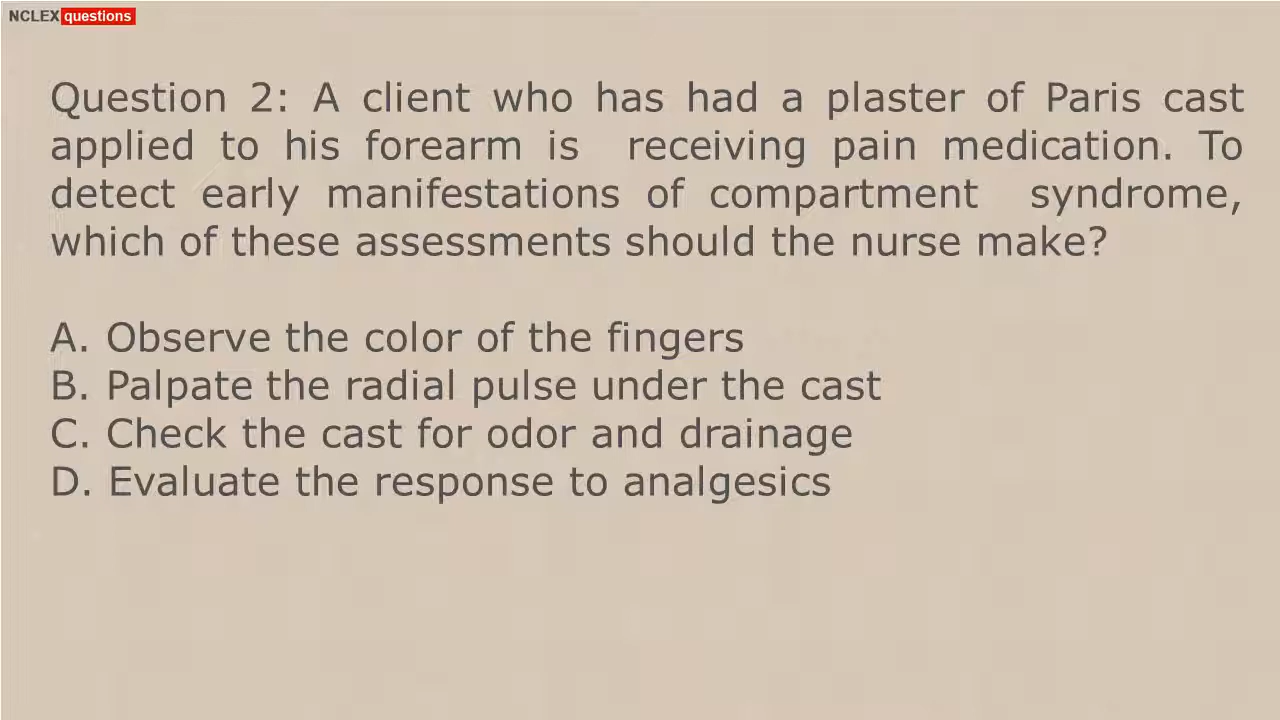 NCLEX questions
Question 2: A client who has had a plaster of Paris cast
applied to his forearm is receiving pain medication. To
detect early manifestations of compartment syndrome,
which of these assessments should the nurse make?
A. Observe the color of the fingers
B. Palpate the radial pulse under the cast
C. Check the cast for odor and drainage
D. Evaluate the response to analgesics